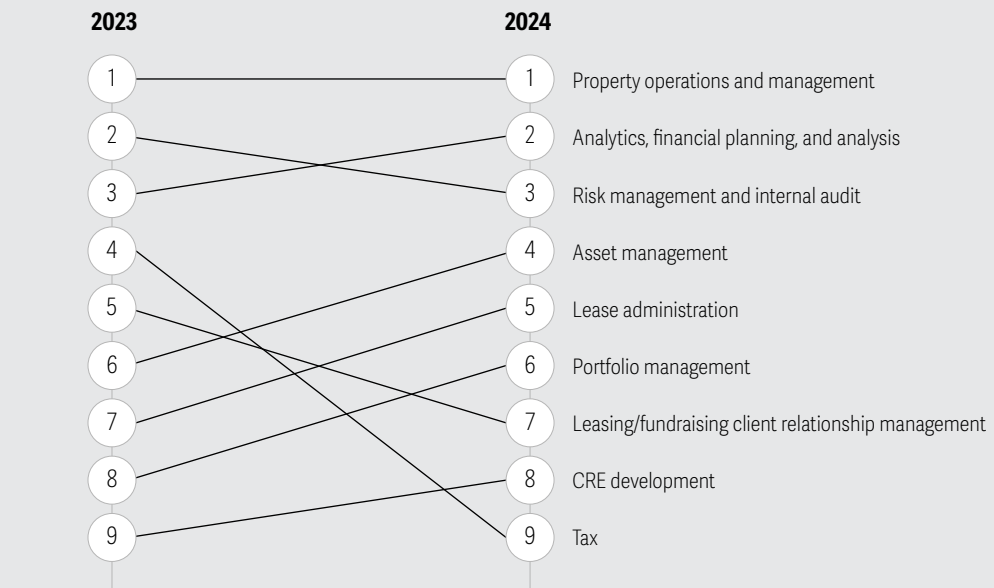 2023 2024
1 1 Property operations and management
2 2 Analytics, financial planning, and analysis
3 3 Risk management and internal audit
4 4 Asset management
5 5 Lease administration
6 6 Portfolio management
7 7 Leasing/fundraising client relationship management
8 8 CRE development
9 9 Tax